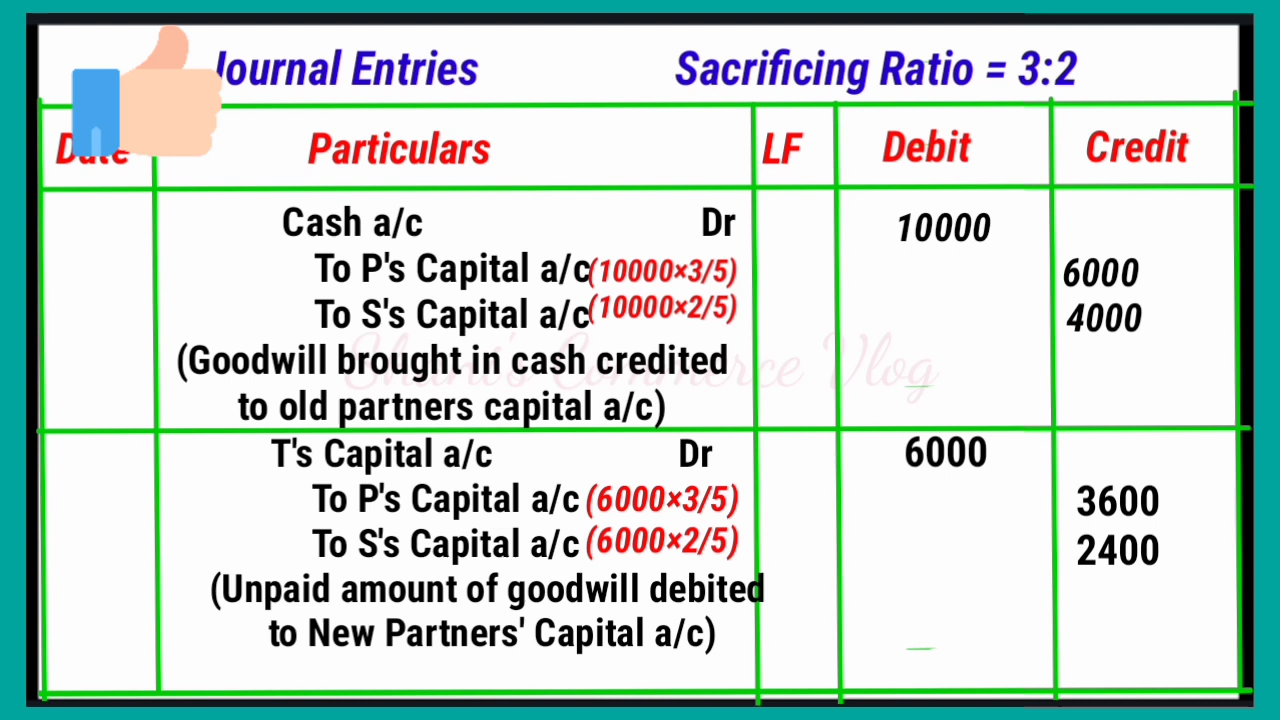 Journal Entries Sacrificing Ratio = 3:2
Date Particulars LF Debit Credit
Cash a/c Dr 10000
To P's Capital a/c (10000×3/5) 6000
To S's Capital a/c (10000×2/5) 4000
(Goodwill brought in cash credited
to old partners capital a/c)
Shanti's Commerce Vlog
T's Capital a/c Dr 6000
To P's Capital a/c (6000×3/5) 3600
To S's Capital a/c (6000×2/5) 2400
(Unpaid amount of goodwill debited
to New Partners' Capital a/c)